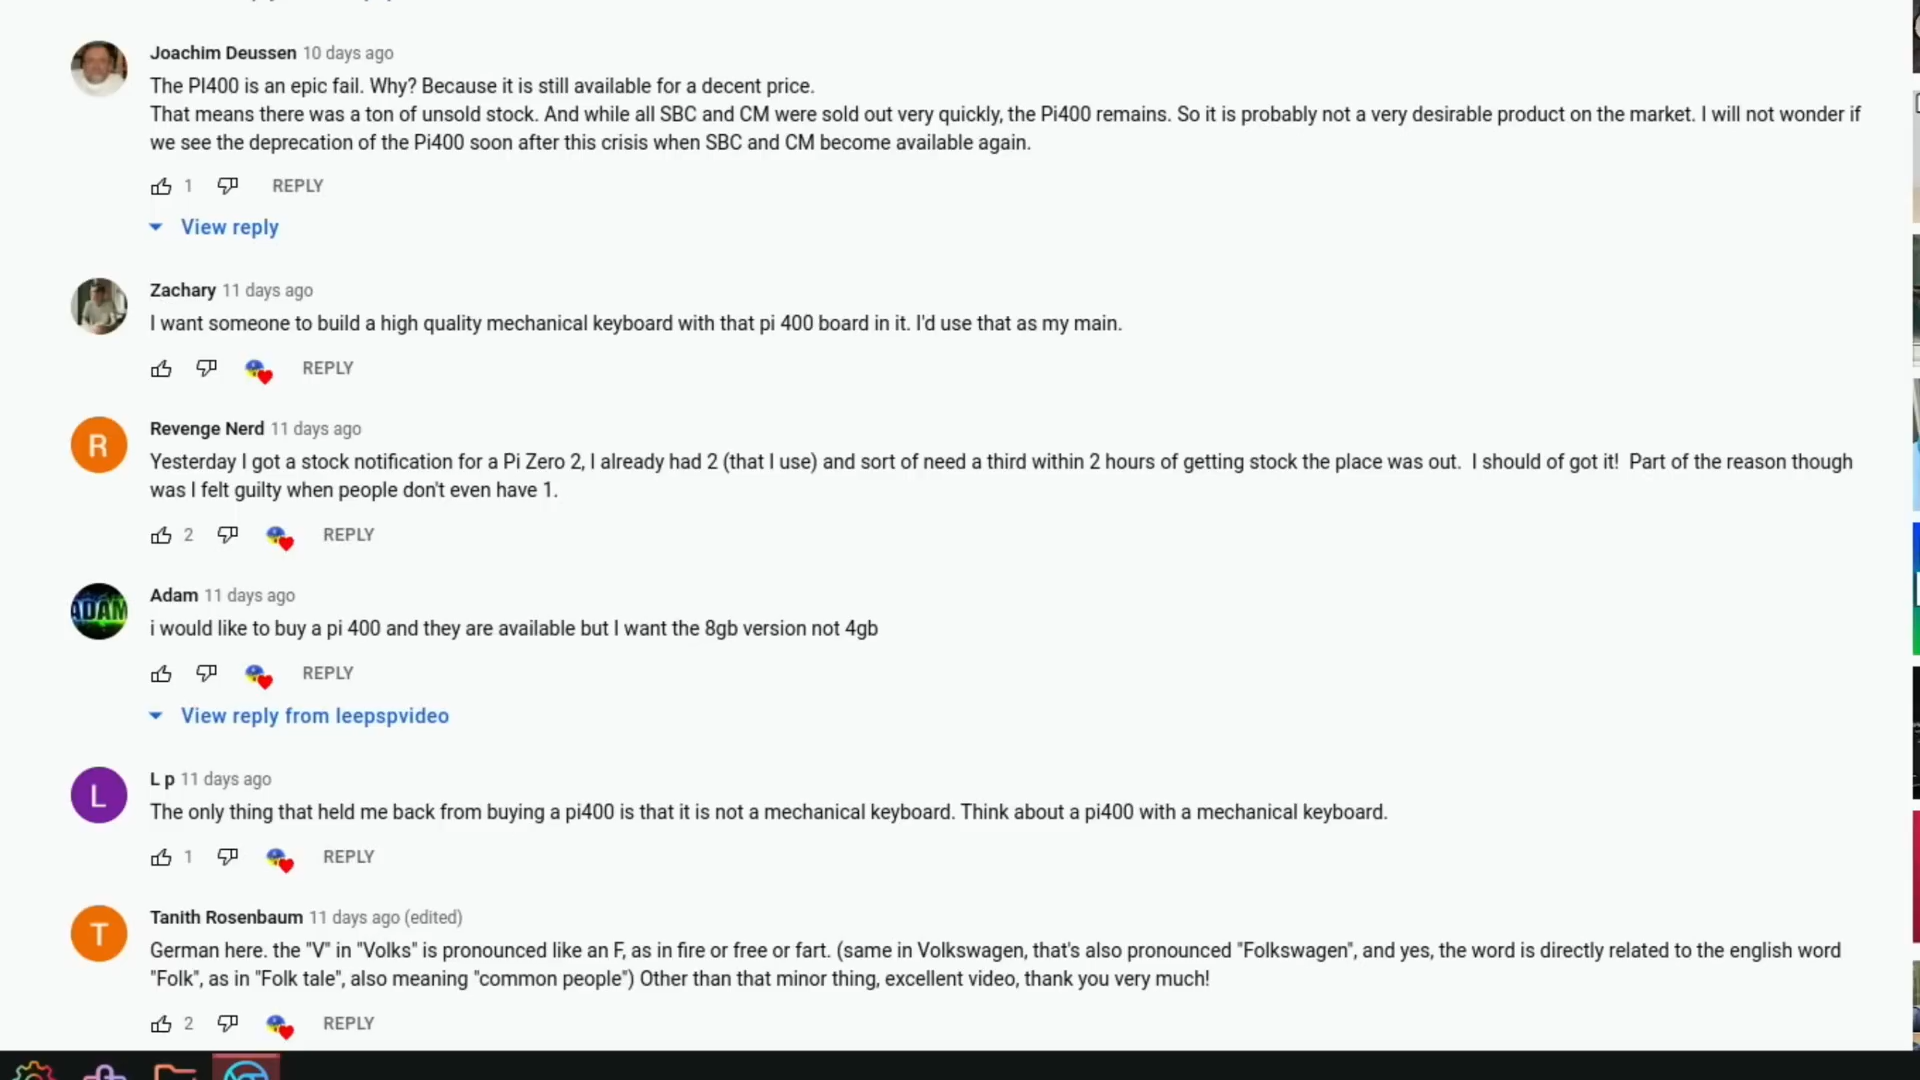 Joachim Deussen 10 days ago
The PI400 is an epic fail. Why? Because it is still available for a decent price.
That means there was a ton of unsold stock. And while all SBC and CM were sold out very quickly, the Pi400 remains. So it is probably not a very desirable product on the market. I will not wonder if
we see the deprecation of the Pi400 soon after this crisis when SBC and CM become available again.
1 REPLY
View reply
Zachary 11 days ago
I want someone to build a high quality mechanical keyboard with that pi 400 board in it. I'd use that as my main.
REPLY
R
Revenge Nerd 11 days ago
Yesterday I got a stock notification for a Pi Zero 2, I already had 2 (that I use) and sort of need a third within 2 hours of getting stock the place was out.  I should of got it!  Part of the reason though
was I felt guilty when people don't even have 1.
2 REPLY
ADAM
Adam 11 days ago
i would like to buy a pi 400 and they are available but I want the 8gb version not 4gb
REPLY
View reply from leepspvideo
L
L p 11 days ago
The only thing that held me back from buying a pi400 is that it is not a mechanical keyboard. Think about a pi400 with a mechanical keyboard.
1 REPLY
T
Tanith Rosenbaum 11 days ago (edited)
German here. the "V" in "Volks" is pronounced like an F, as in fire or free or fart. (same in Volkswagen, that's also pronounced "Folkswagen", and yes, the word is directly related to the english word
"Folk", as in "Folk tale", also meaning "common people") Other than that minor thing, excellent video, thank you very much!
2 REPLY